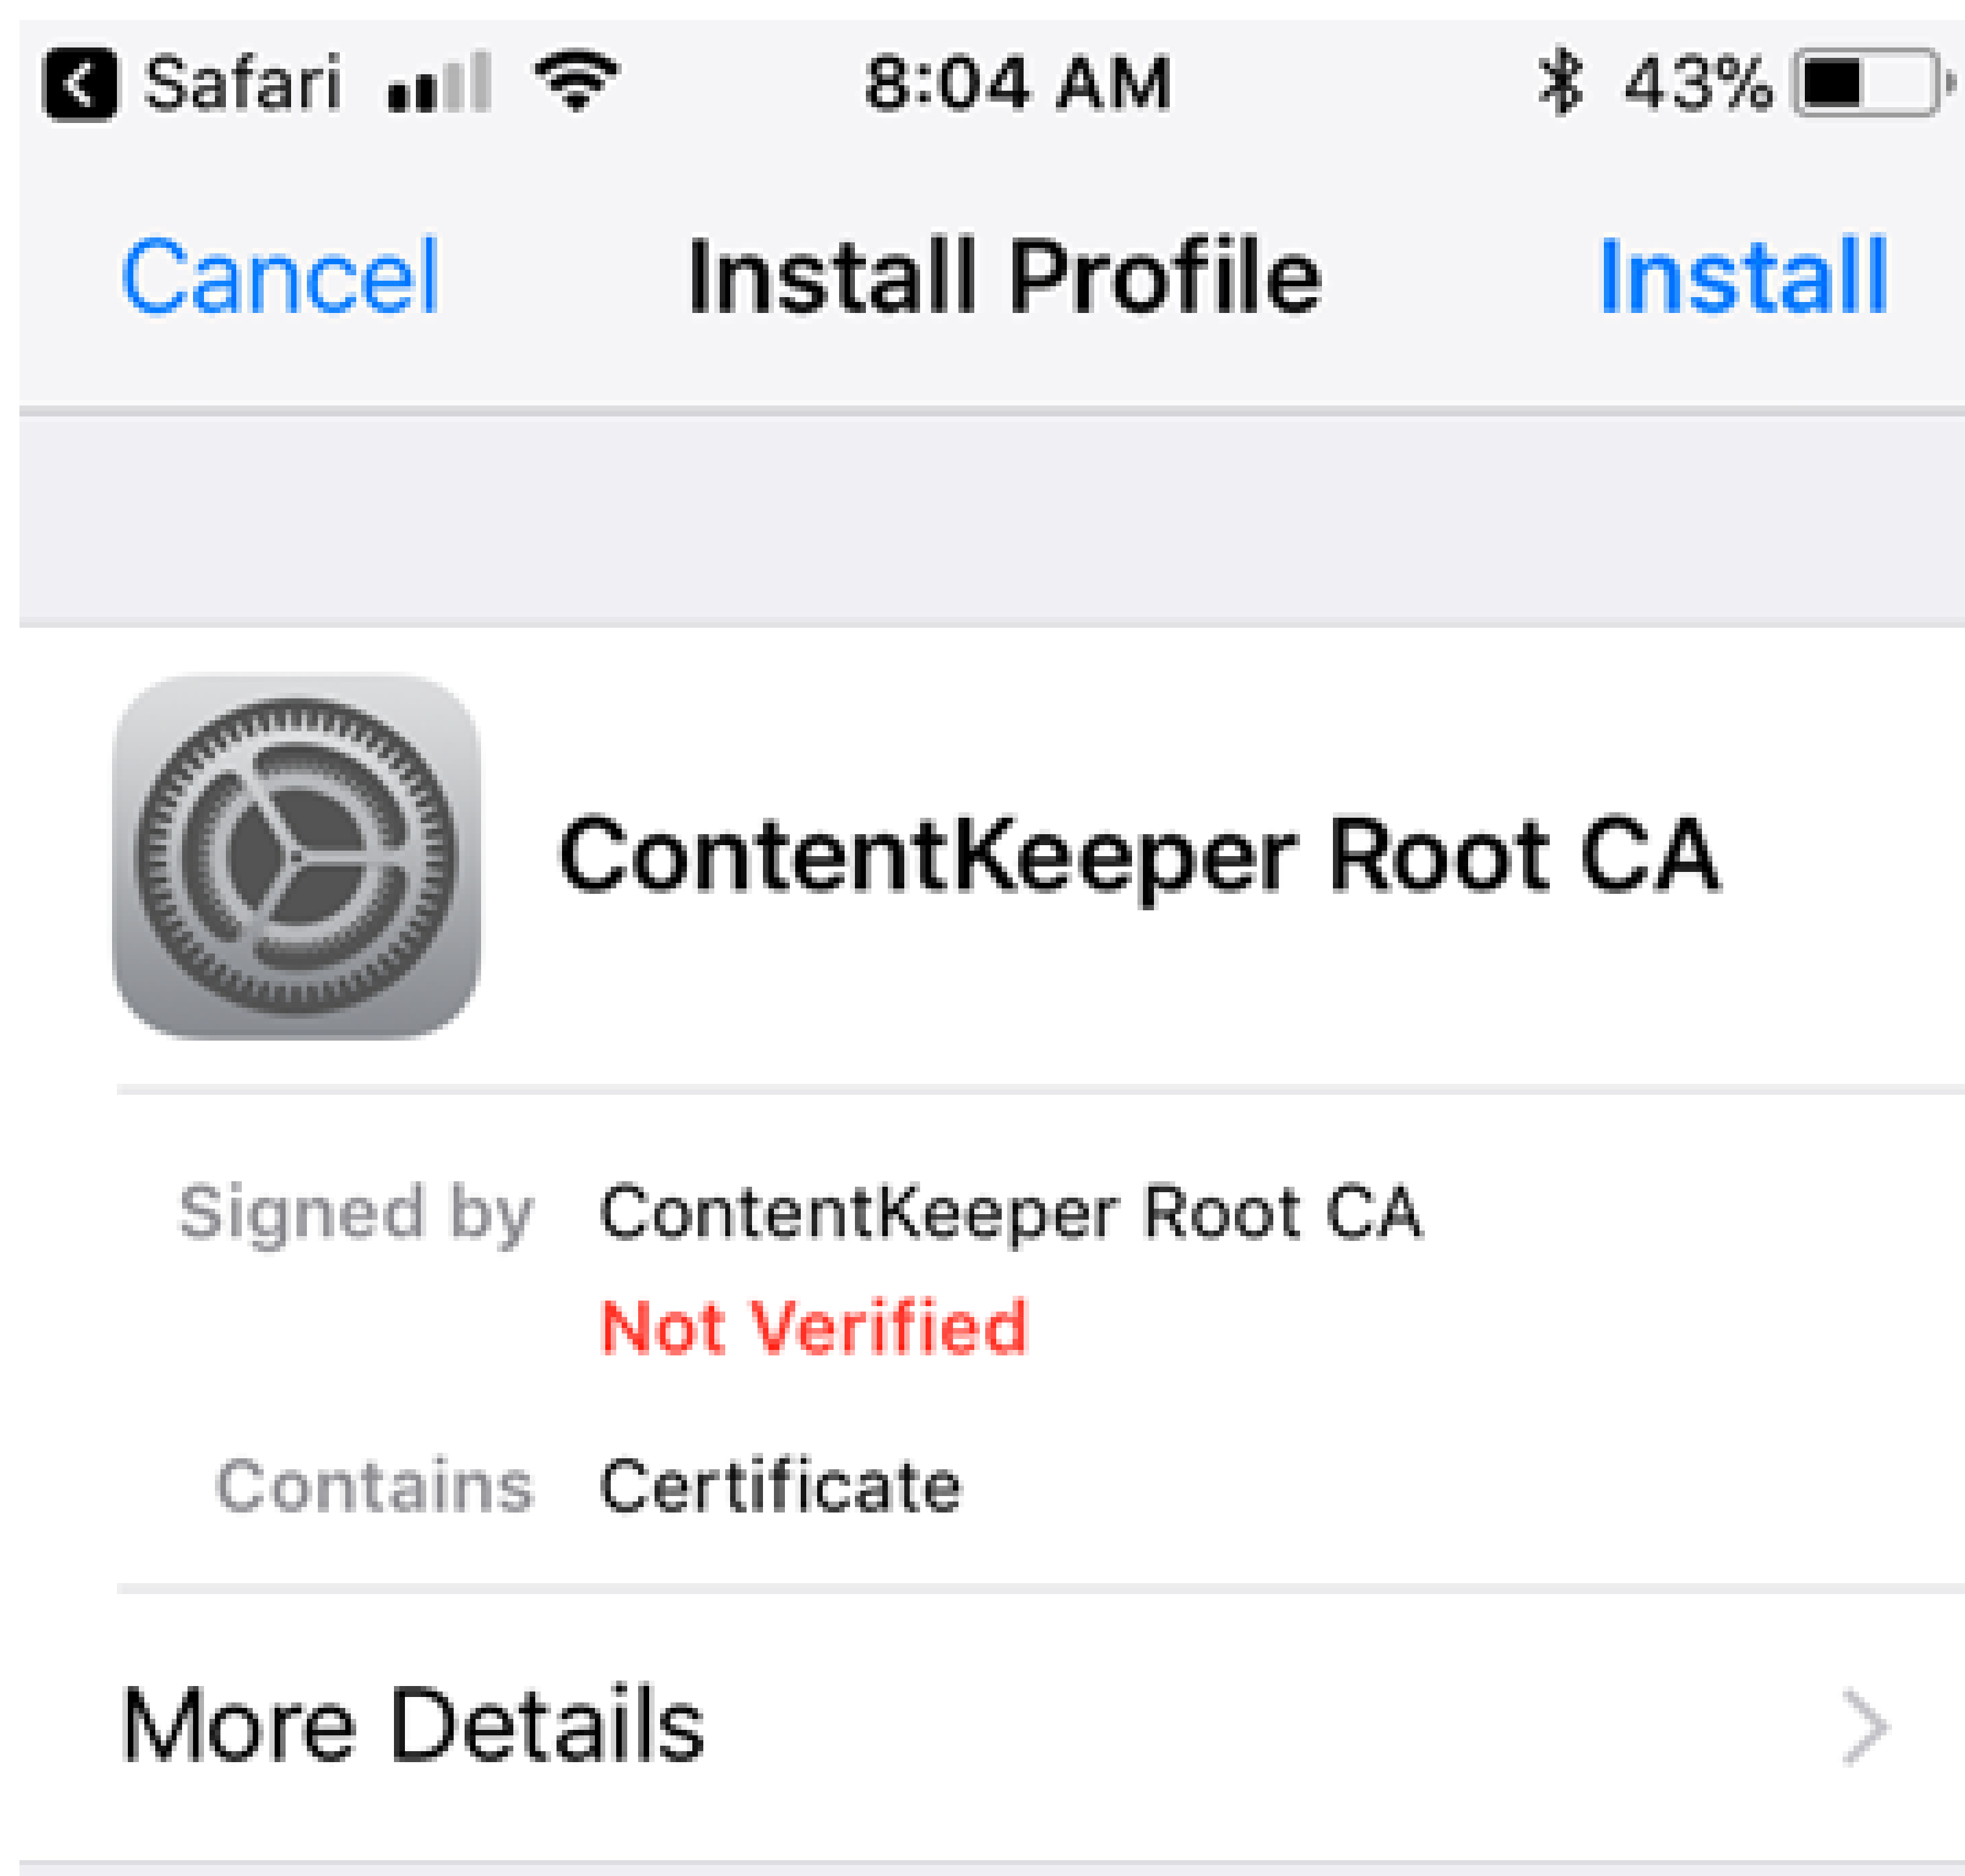 Safari 8:04 AM 43%
Cancel Install Profile Install
ContentKeeper Root CA
Signed by ContentKeeper Root CA
Not Verified
Contains Certificate
More Details